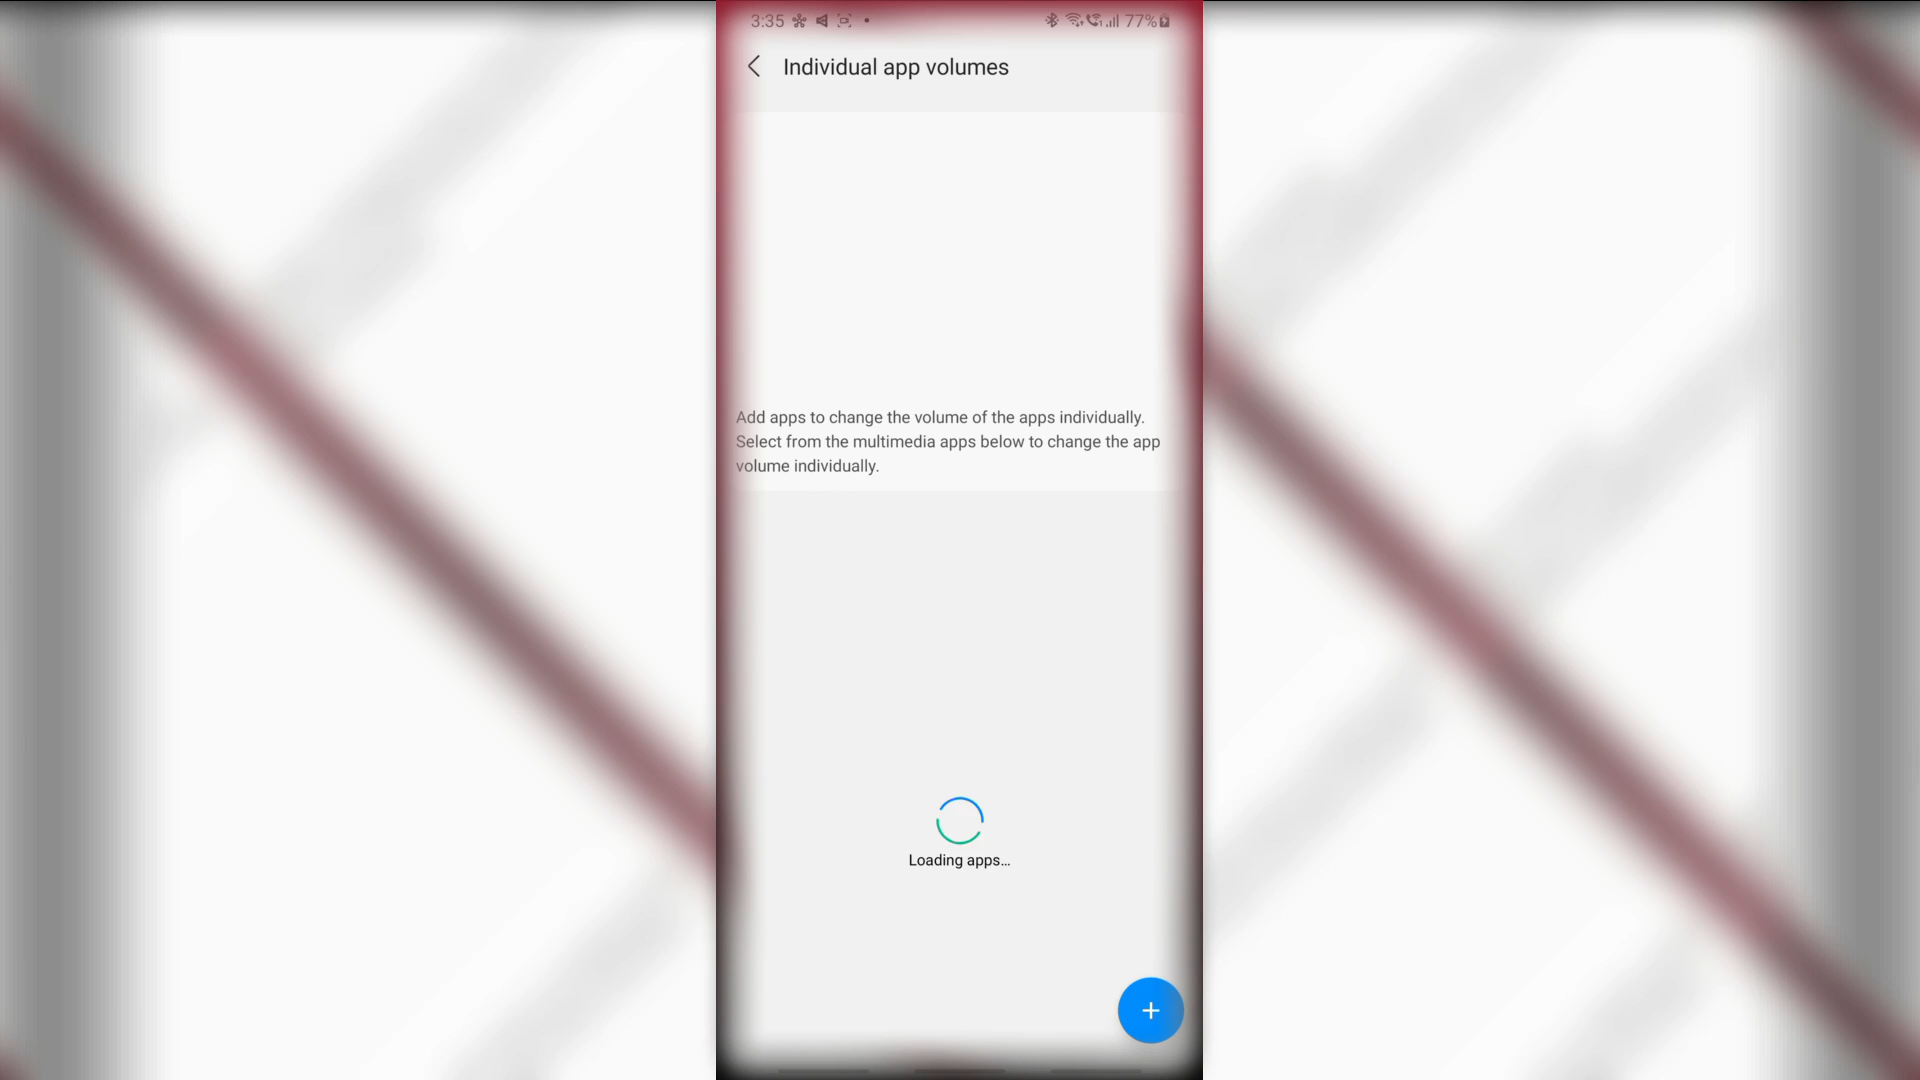 3:35 77%
Individual app volumes
Add apps to change the volume of the apps individually.
Select from the multimedia apps below to change the app
volume individually.
Loading apps...
+